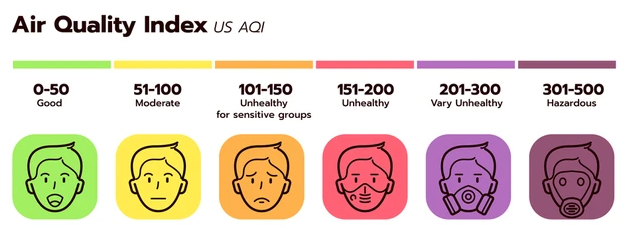 Air Quality Index US AQI
0-50
Good
51-100
Moderate
101-150
Unhealthy
for sensitive groups
151-200
Unhealthy
201-300
Vary Unhealthy
301-500
Hazardous